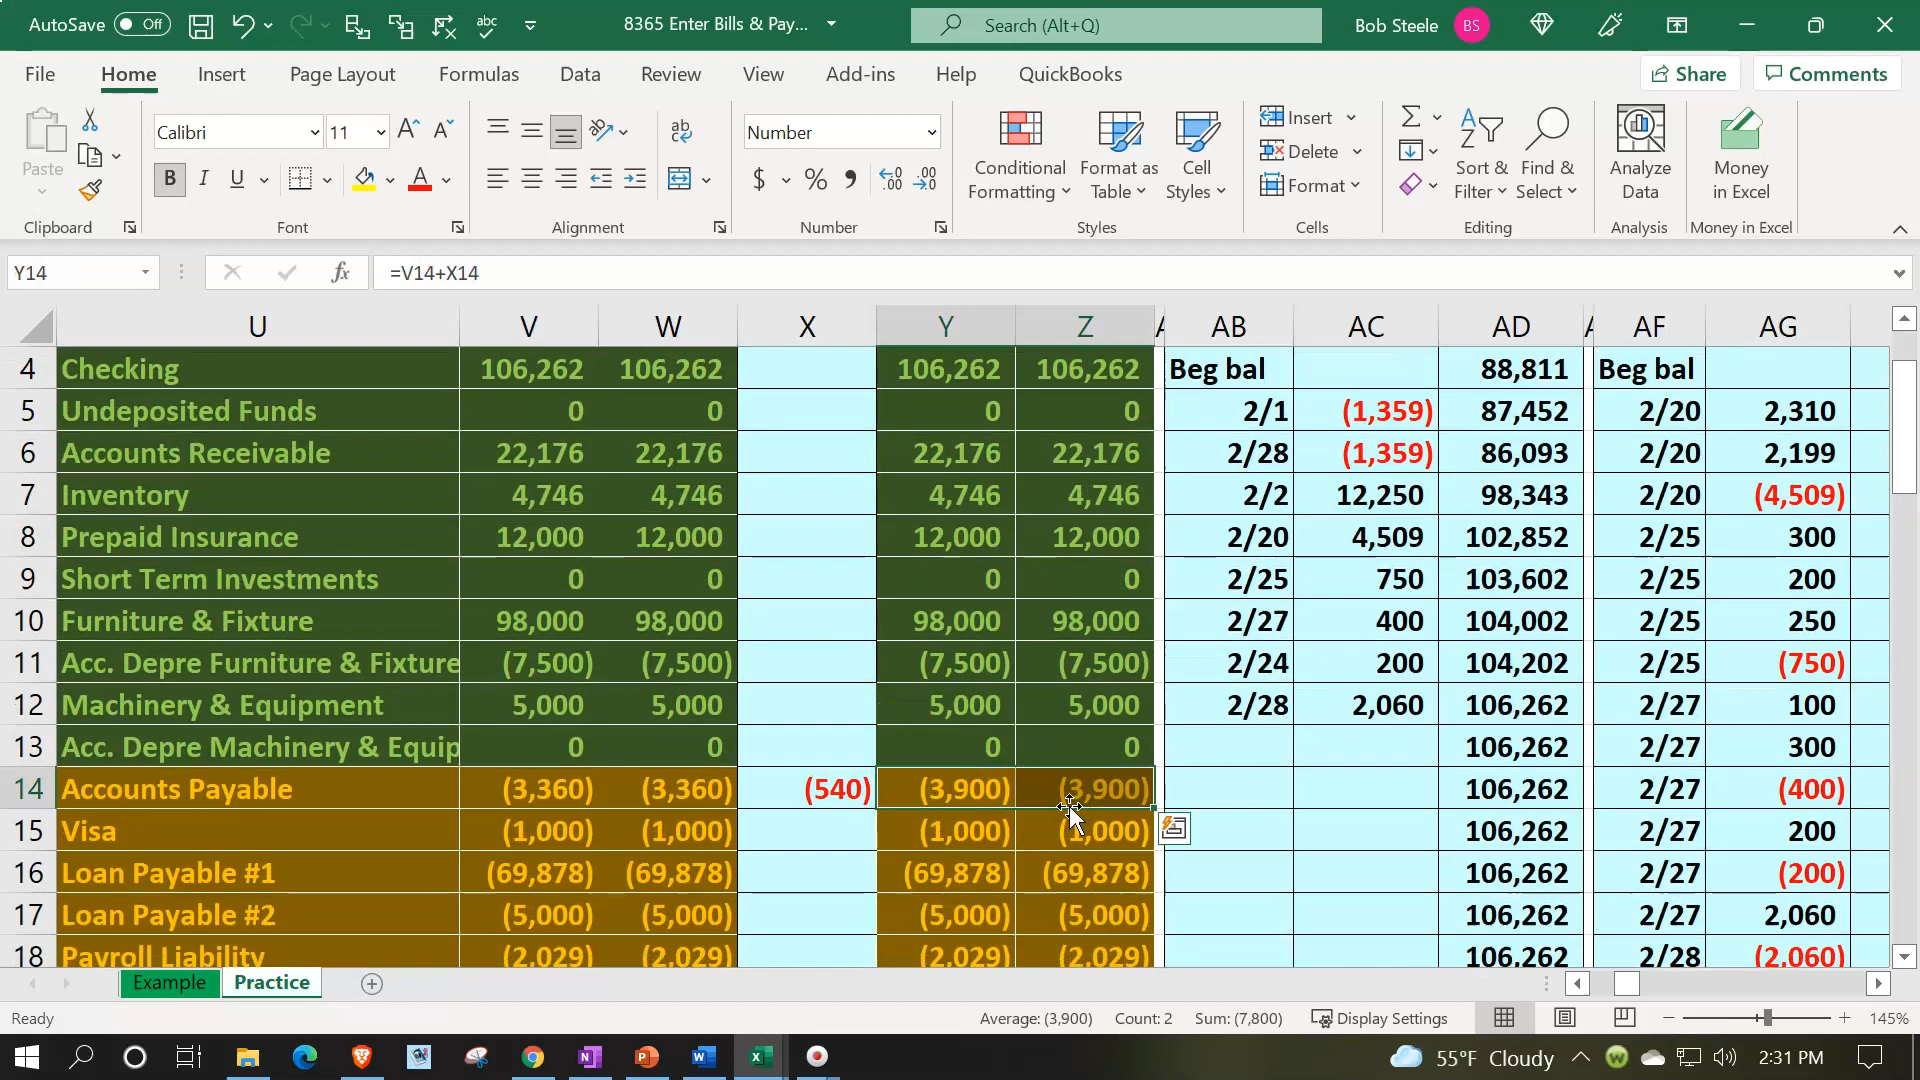 AutoSave Off 8365 Enter Bills & Pay... Search (Alt+Q) Bob Steele BS
File Home Insert Page Layout Formulas Data Review View Add-ins Help QuickBooks Share Comments
Calibri 11 Number
Paste
Conditional Formatting Format as Table Cell Styles
Insert
Delete
Format
Sort & Filter Find & Select Analyze Data Money in Excel
Clipboard Font Alignment Number Styles Cells Editing Analysis Money in Excel
Y14 fx =V14+X14
U V W X Y Z AB AC AD AF AG
4 Checking 106,262 106,262 106,262 106,262 Beg bal 88,811 Beg bal
5 Undeposited Funds 0 0 0 0 2/1 (1,359) 87,452 2/20 2,310
6 Accounts Receivable 22,176 22,176 22,176 22,176 2/28 (1,359) 86,093 2/20 2,199
7 Inventory 4,746 4,746 4,746 4,746 2/2 12,250 98,343 2/20 (4,509)
8 Prepaid Insurance 12,000 12,000 12,000 12,000 2/20 4,509 102,852 2/25 300
9 Short Term Investments 0 0 0 0 2/25 750 103,602 2/25 200
10 Furniture & Fixture 98,000 98,000 98,000 98,000 2/27 400 104,002 2/25 250
11 Acc. Depre Furniture & Fixture (7,500) (7,500) (7,500) (7,500) 2/24 200 104,202 2/25 (750)
12 Machinery & Equipment 5,000 5,000 5,000 5,000 2/28 2,060 106,262 2/27 100
13 Acc. Depre Machinery & Equip 0 0 0 0 106,262 2/27 300
14 Accounts Payable (3,360) (3,360) (540) (3,900) (3,900) 106,262 2/27 (400)
15 Visa (1,000) (1,000) (1,000) (1,000) 106,262 2/27 200
16 Loan Payable #1 (69,878) (69,878) (69,878) (69,878) 106,262 2/27 (200)
17 Loan Payable #2 (5,000) (5,000) (5,000) (5,000) 106,262 2/27 2,060
18 Payroll Liability (2,029) (2,029) (2,029) (2,029) 106,262 2/28 (2,060)
Example Practice
Ready Average: (3,900) Count: 2 Sum: (7,800) Display Settings 145%
55°F Cloudy 2:31 PM